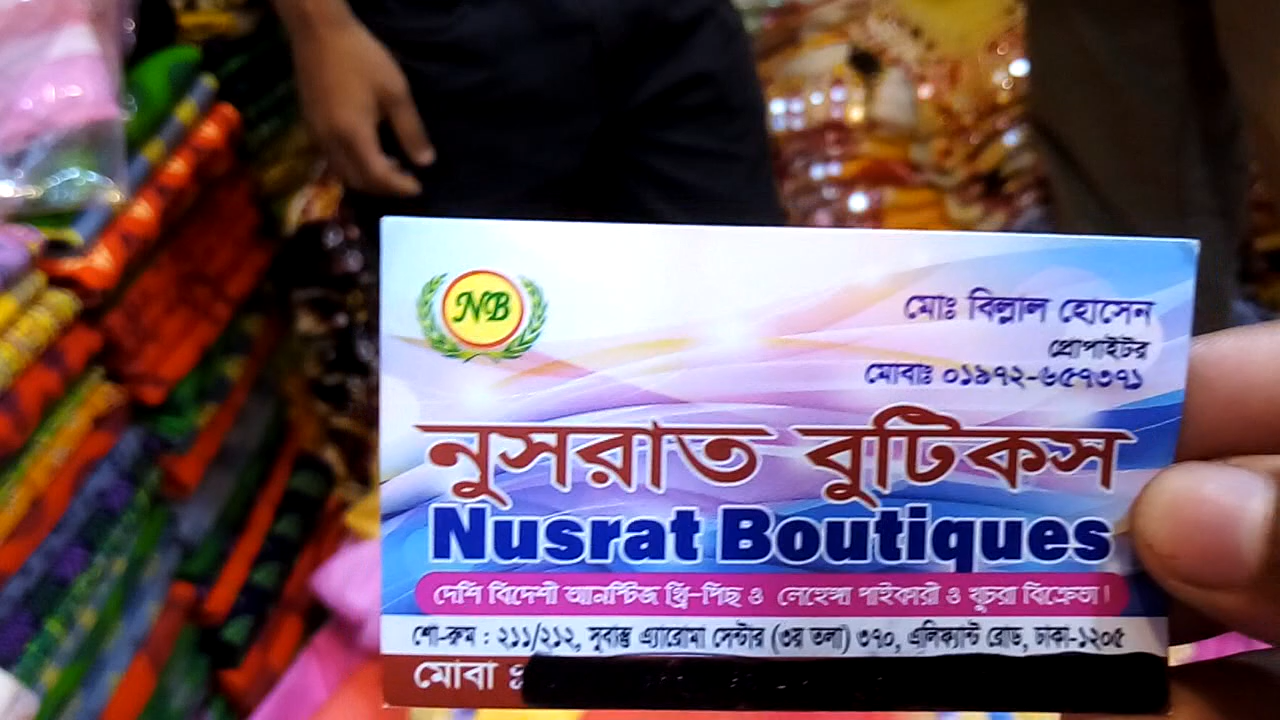 NB
মোঃ বিল্লাল হোসেন
প্রোপাইটর
মোবাঃ ০১৯৭২-৬৫৭৩৭১
নুসরাত বুটিকস
Nusrat Boutiques
দেশি বিদেশী আনস্টিজ থ্রি-পিছ ও লেহেঙ্গা পাইকারী ও খুচরা বিক্রেতা।
শো-রুম : ২১১/২১২, সুবাস্তু এ্যারোমা সেন্টার (৩য় তলা) ৩৭০, এলিফ্যান্ট রোড, ঢাকা-১২০৫
মোবা ঃ